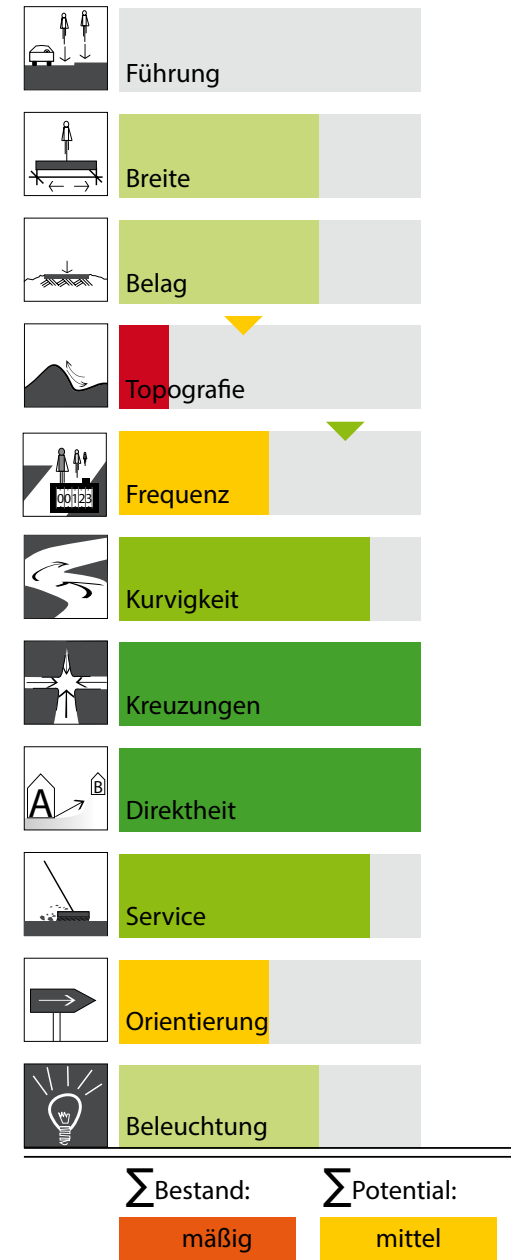 Führung
Breite
Belag
Topografie
00123
Frequenz
Kurvigkeit
Kreuzungen
A B
Direktheit
Service
Orientierung
Beleuchtung
∑Bestand: ∑Potential:
mäßig mittel